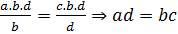 a.b.d/b = c.b.d/d ⇒ ad = bc